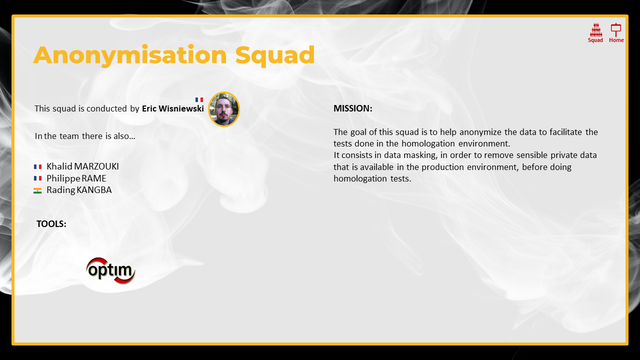 Squad Home
Anonymisation Squad
This squad is conducted by Eric Wisniewski
In the team there is also...
Khalid MARZOUKI
Philippe RAME
Rading KANGBA
TOOLS:
optim
MISSION:
The goal of this squad is to help anonymize the data to facilitate the
tests done in the homologation environment.
It consists in data masking, in order to remove sensible private data
that is available in the production environment, before doing
homologation tests.